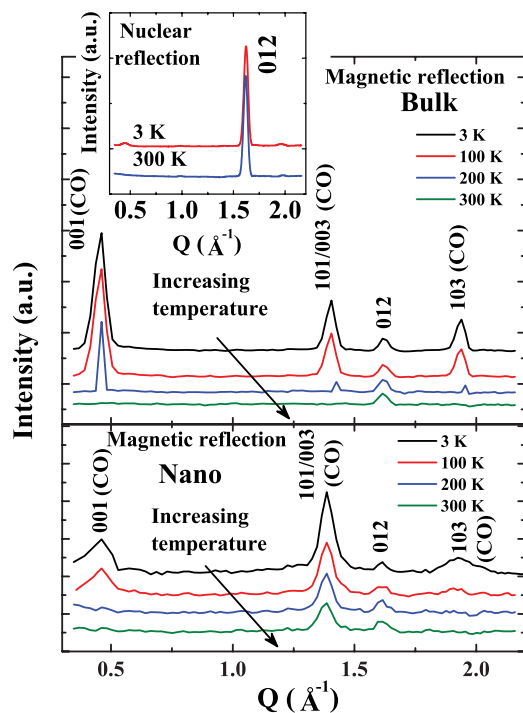 Nuclear
reflection
012
3 K
300 K
0.5 1.0 1.5 2.0
Q (Å⁻¹)
Intensity (a.u.)
Magnetic reflection
Bulk
3 K
100 K
200 K
300 K
001(CO)
Increasing
temperature
101/003 (CO)
012
103 (CO)
Intensity (a.u.)
Magnetic reflection
Nano
3 K
100 K
200 K
300 K
001 (CO)
Increasing
temperature
101/003
(CO)
012
103
(CO)
0.5 1.0 1.5 2.0
Q (Å⁻¹)